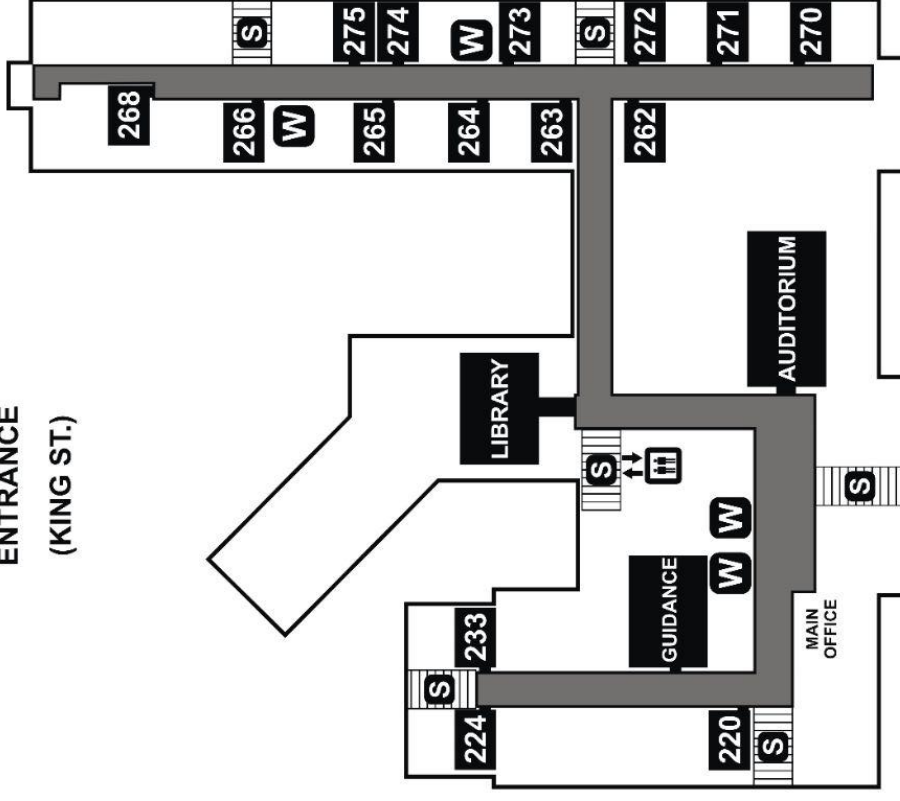 S
275
274
W
273
S
272
271
270
268
266
W
265
264
263
262
AUDITORIUM
LIBRARY
ENTRANCE
(KING ST.)
S
S
W
W
GUIDANCE
MAIN
OFFICE
233
S
224
220
S